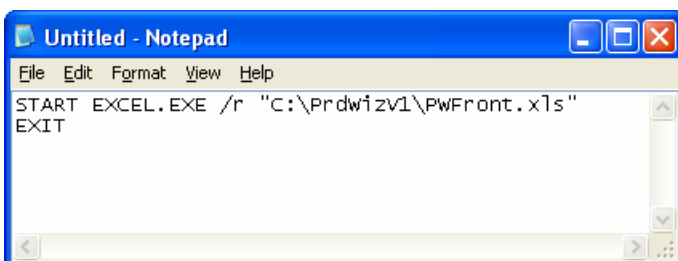 Untitled - Notepad
File Edit Format View Help
START EXCEL.EXE /r "C:\PrdWizV1\PWFront.xls"
EXIT